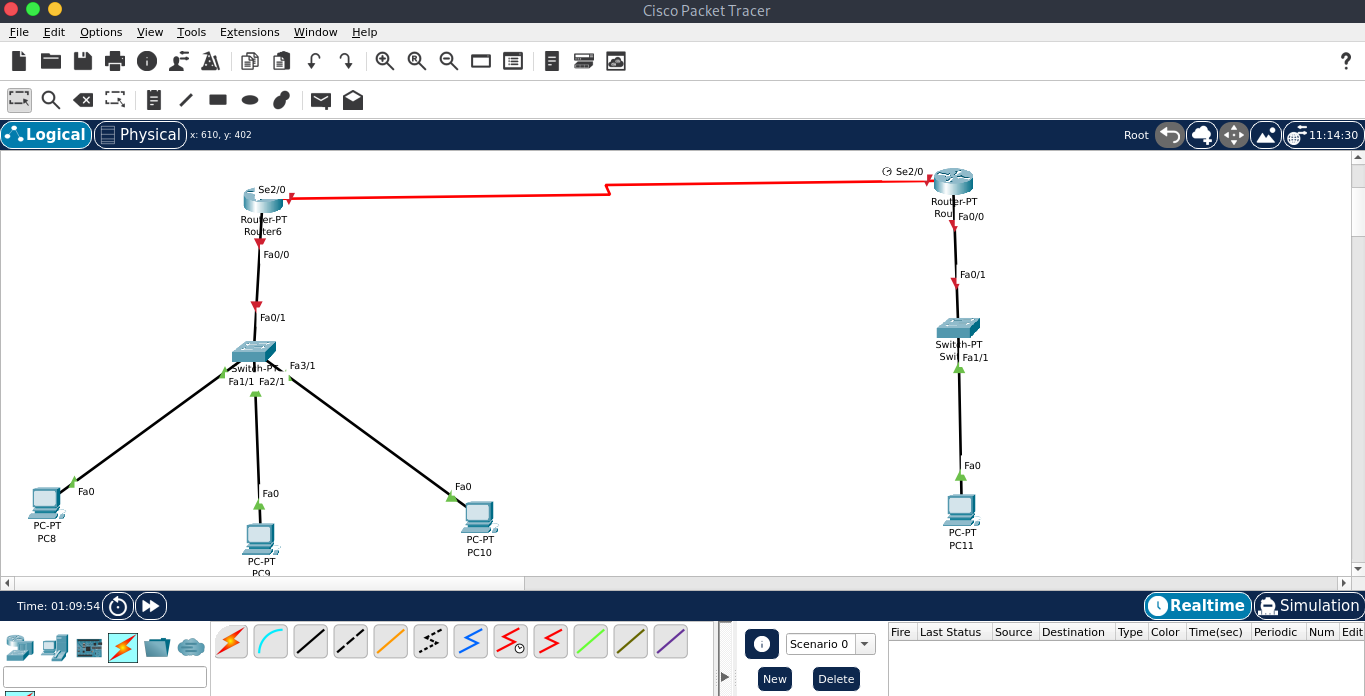 Cisco Packet Tracer
File Edit Options View Tools Extensions Window Help
Logical Physical x: 610, y: 402 Root 11:14:30
Se2/0
Router-PT
Router6
Fa0/0
Fa0/1
Switch-PT
Fa3/1
Fa1/1 Fa2/1
Fa0
PC-PT
PC8
Fa0
PC-PT
PC9
Fa0
PC-PT
PC10
Se2/0
Router-PT
Rou Fa0/0
Fa0/1
Switch-PT
Swit Fa1/1
Fa0
PC-PT
PC11
Time: 01:09:54 Realtime Simulation
Scenario 0
New Delete
Fire Last Status Source Destination Type Color Time(sec) Periodic Num Edit